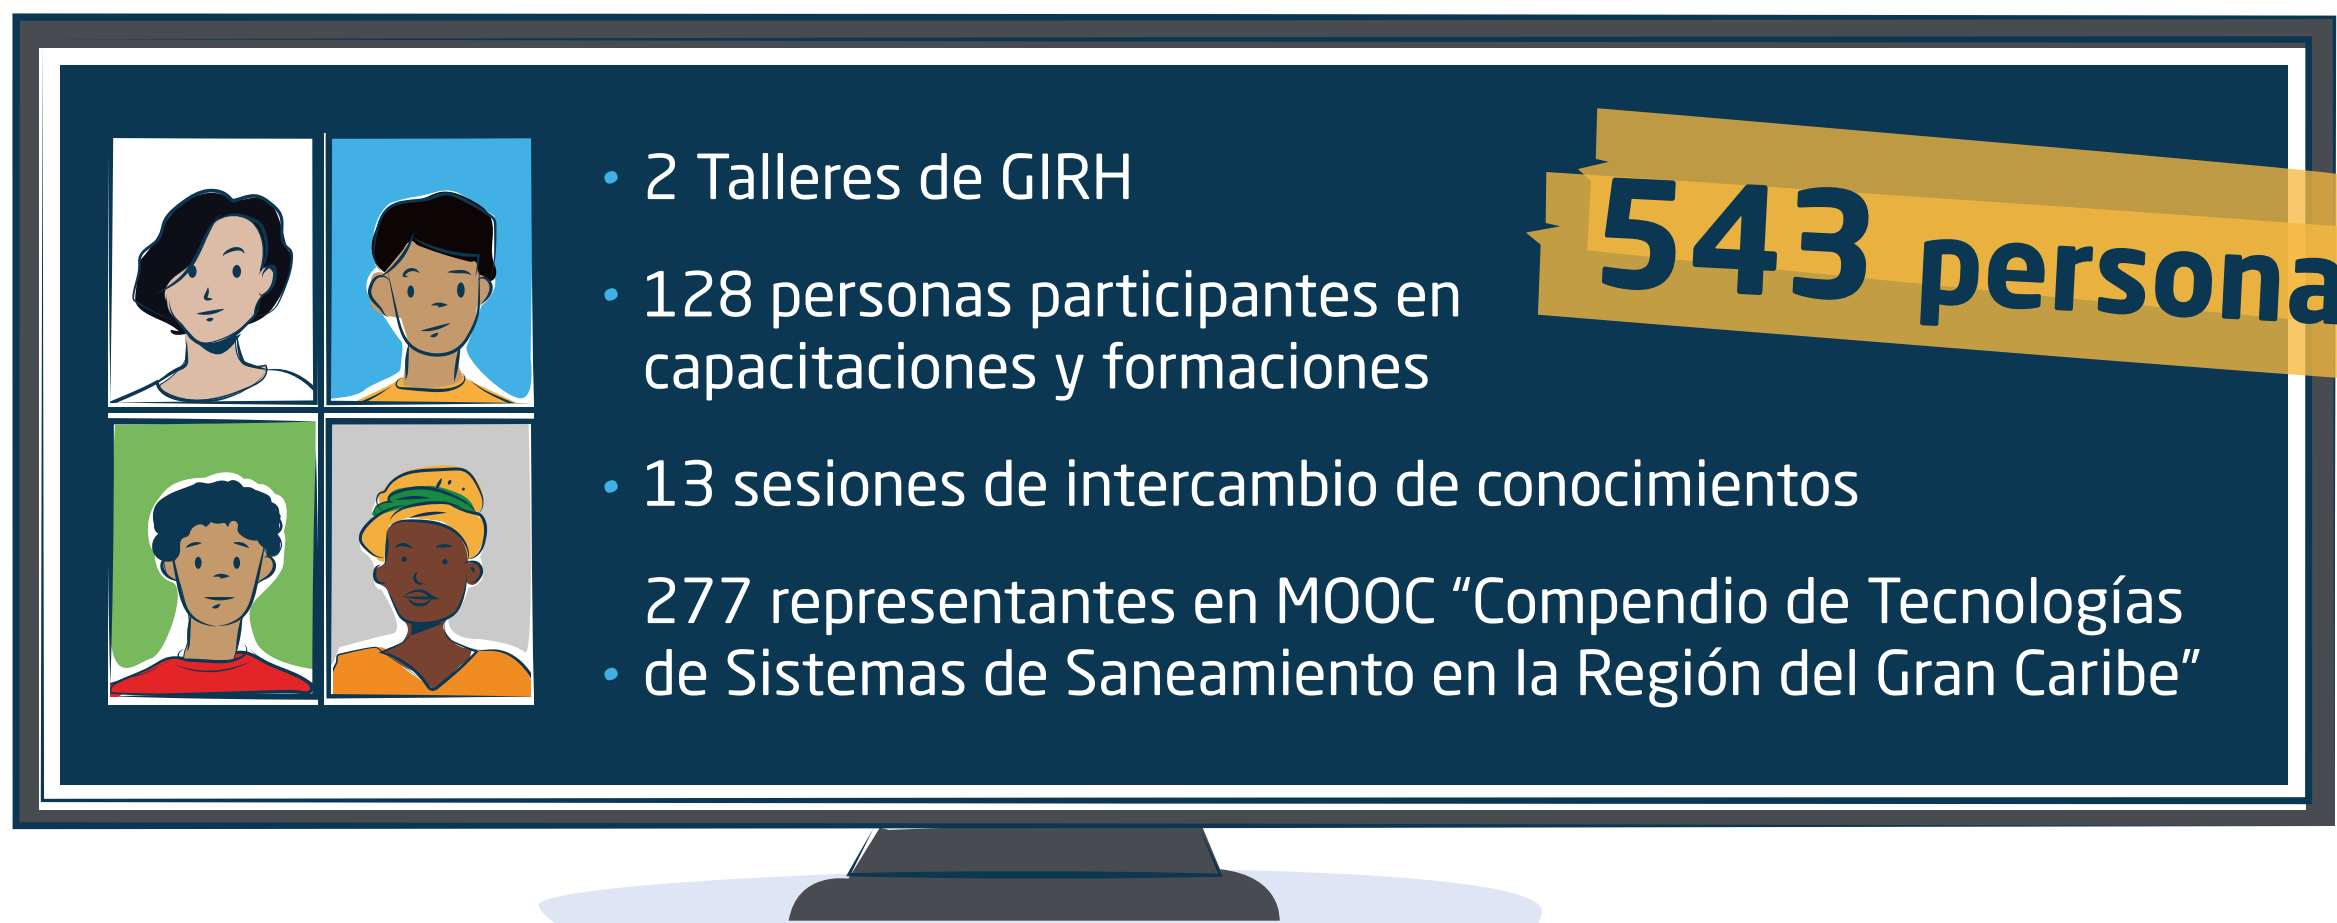 • 2 Talleres de GIRH
543 persona
• 128 personas participantes en
capacitaciones y formaciones
• 13 sesiones de intercambio de conocimientos
277 representantes en MOOC “Compendio de Tecnologías
• de Sistemas de Saneamiento en la Región del Gran Caribe”